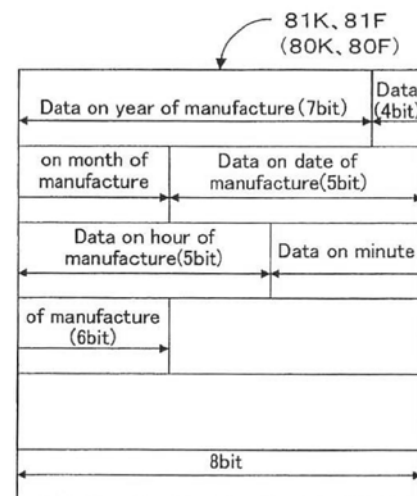 81K、81F
(80K、80F)
Data on year of manufacture(7bit)
Data
(4bit)
on month of
manufacture
Data on date of
manufacture(5bit)
Data on hour of
manufacture(5bit)
Data on minute
of manufacture
(6bit)
8bit